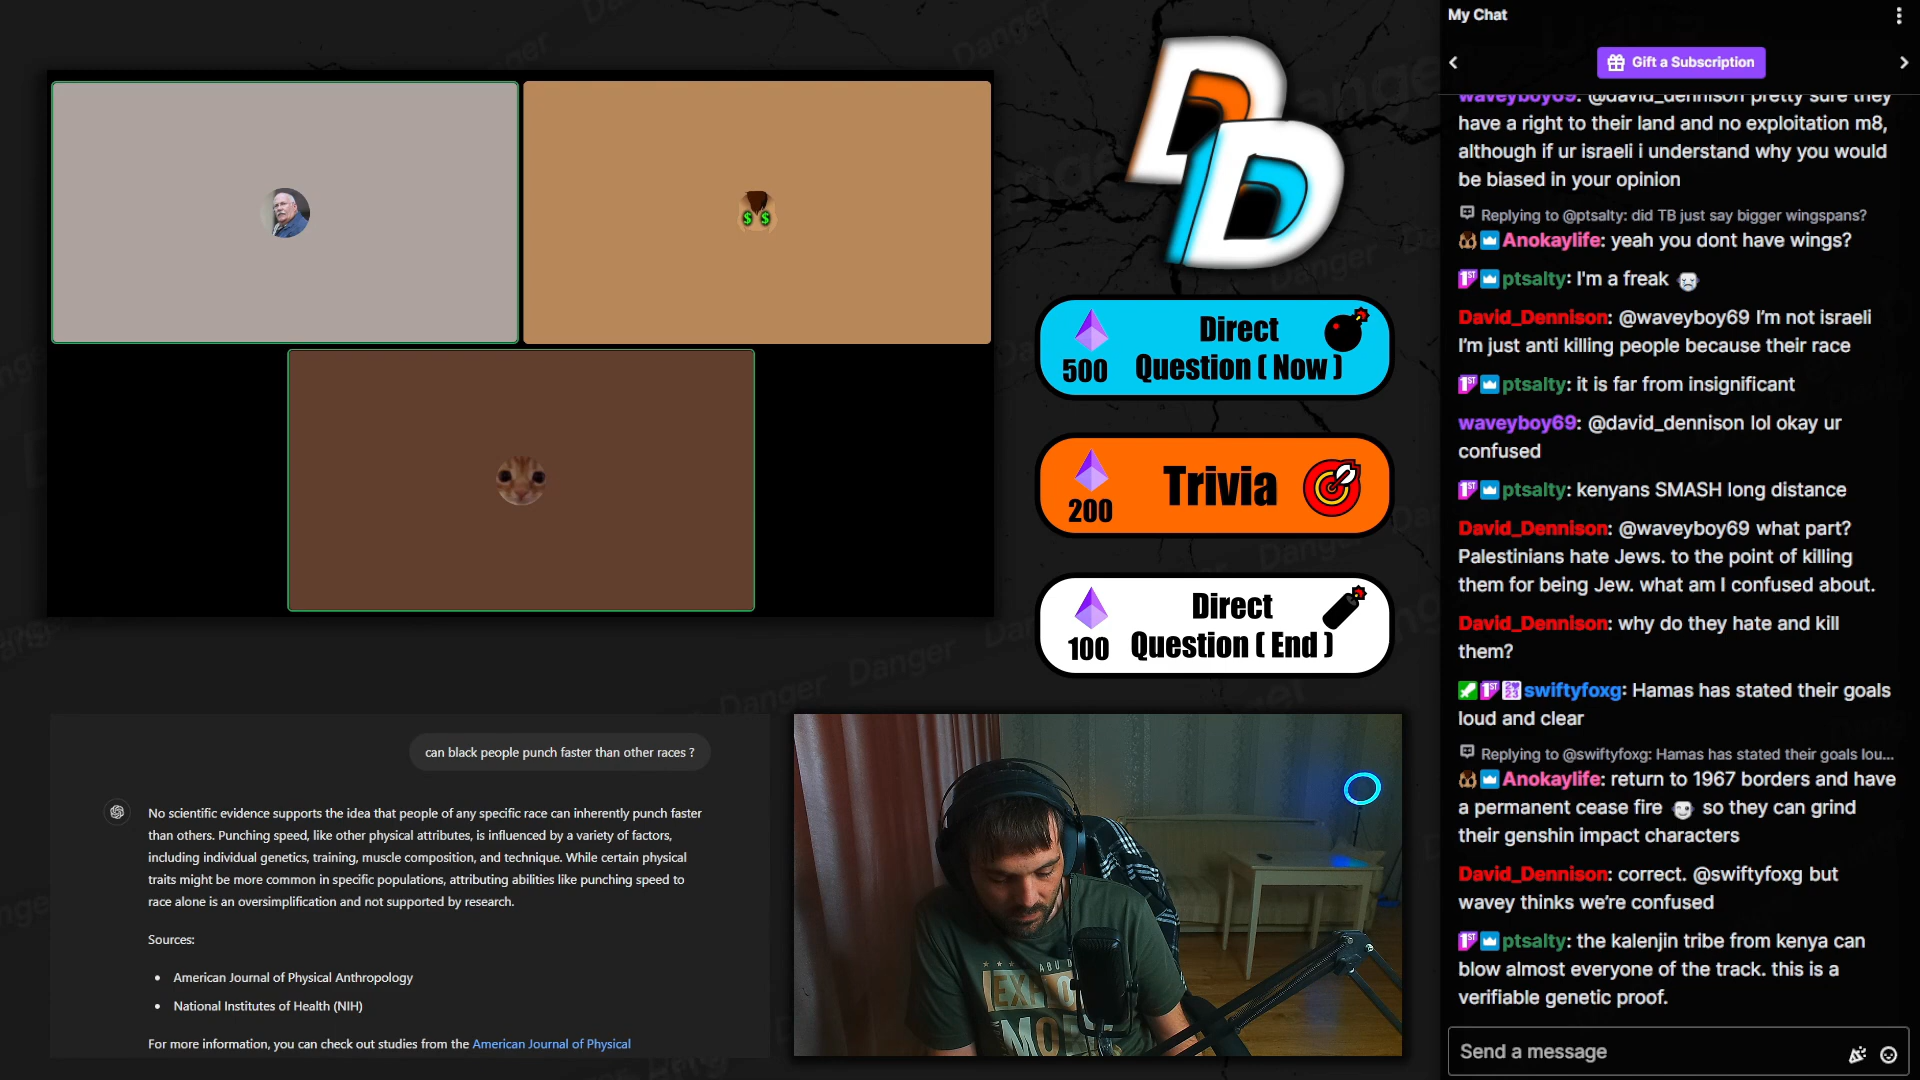 My Chat
Gift a Subscription
waveyboy69: @david_dennison pretty sure they
have a right to their land and no exploitation m8,
although if ur israeli i understand why you would
be biased in your opinion
Replying to @ptsalty: did TB just say bigger wingspans?
Anokaylife: yeah you dont have wings?
ptsalty: I'm a freak
David_Dennison: @waveyboy69 I'm not israeli
I'm just anti killing people because their race
ptsalty: it is far from insignificant
waveyboy69: @david_dennison lol okay ur
confused
ptsalty: kenyans SMASH long distance
David_Dennison: @waveyboy69 what part?
Palestinians hate Jews. to the point of killing
them for being Jew. what am I confused about.
David_Dennison: why do they hate and kill
them?
swiftyfoxg: Hamas has stated their goals
loud and clear
Replying to @swiftyfoxg: Hamas has stated their goals lou...
Anokaylife: return to 1967 borders and have
a permanent cease fire so they can grind
their genshin impact characters
David_Dennison: correct. @swiftyfoxg but
wavey thinks we're confused
ptsalty: the kalenjin tribe from kenya can
blow almost everyone of the track. this is a
verifiable genetic proof.
Send a message
DD
500
Direct
Question ( Now )
200
Trivia
100
Direct
Question ( End )
can black people punch faster than other races ?
No scientific evidence supports the idea that people of any specific race can inherently punch faster
than others. Punching speed, like other physical attributes, is influenced by a variety of factors,
including individual genetics, training, muscle composition, and technique. While certain physical
traits might be more common in specific populations, attributing abilities like punching speed to
race alone is an oversimplification and not supported by research.
Sources:
American Journal of Physical Anthropology
National Institutes of Health (NIH)
For more information, you can check out studies from the American Journal of Physical
Danger
Danger
Danger
Danger